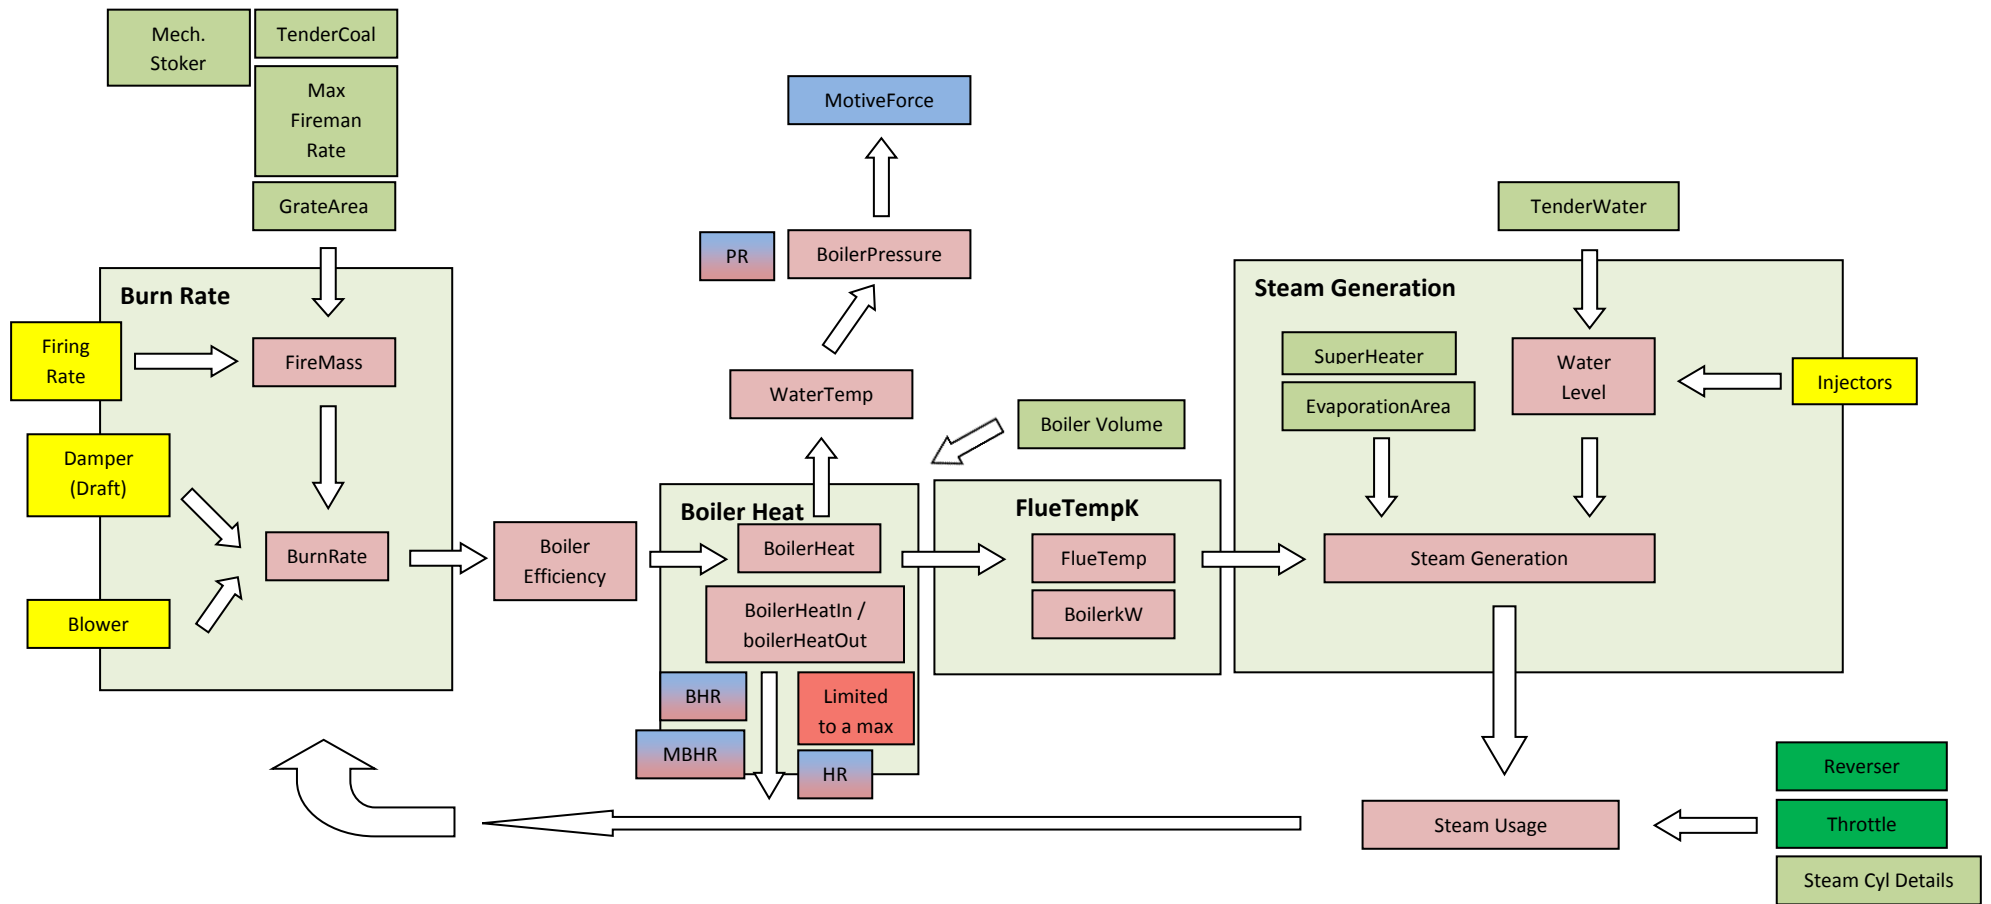 Mech.
Stoker
TenderCoal
Max
Fireman
Rate
GrateArea
MotiveForce
PR
BoilerPressure
TenderWater
Burn Rate
Firing
Rate
FireMass
Damper
(Draft)
BurnRate
Blower
Boiler
Efficiency
WaterTemp
Boiler Volume
Boiler Heat
BoilerHeat
BoilerHeatIn /
boilerHeatOut
BHR
MBHR
Limited
to a max
HR
FlueTempK
FlueTemp
BoilerkW
Steam Generation
SuperHeater
EvaporationArea
Water
Level
Injectors
Steam Generation
Steam Usage
Reverser
Throttle
Steam Cyl Details